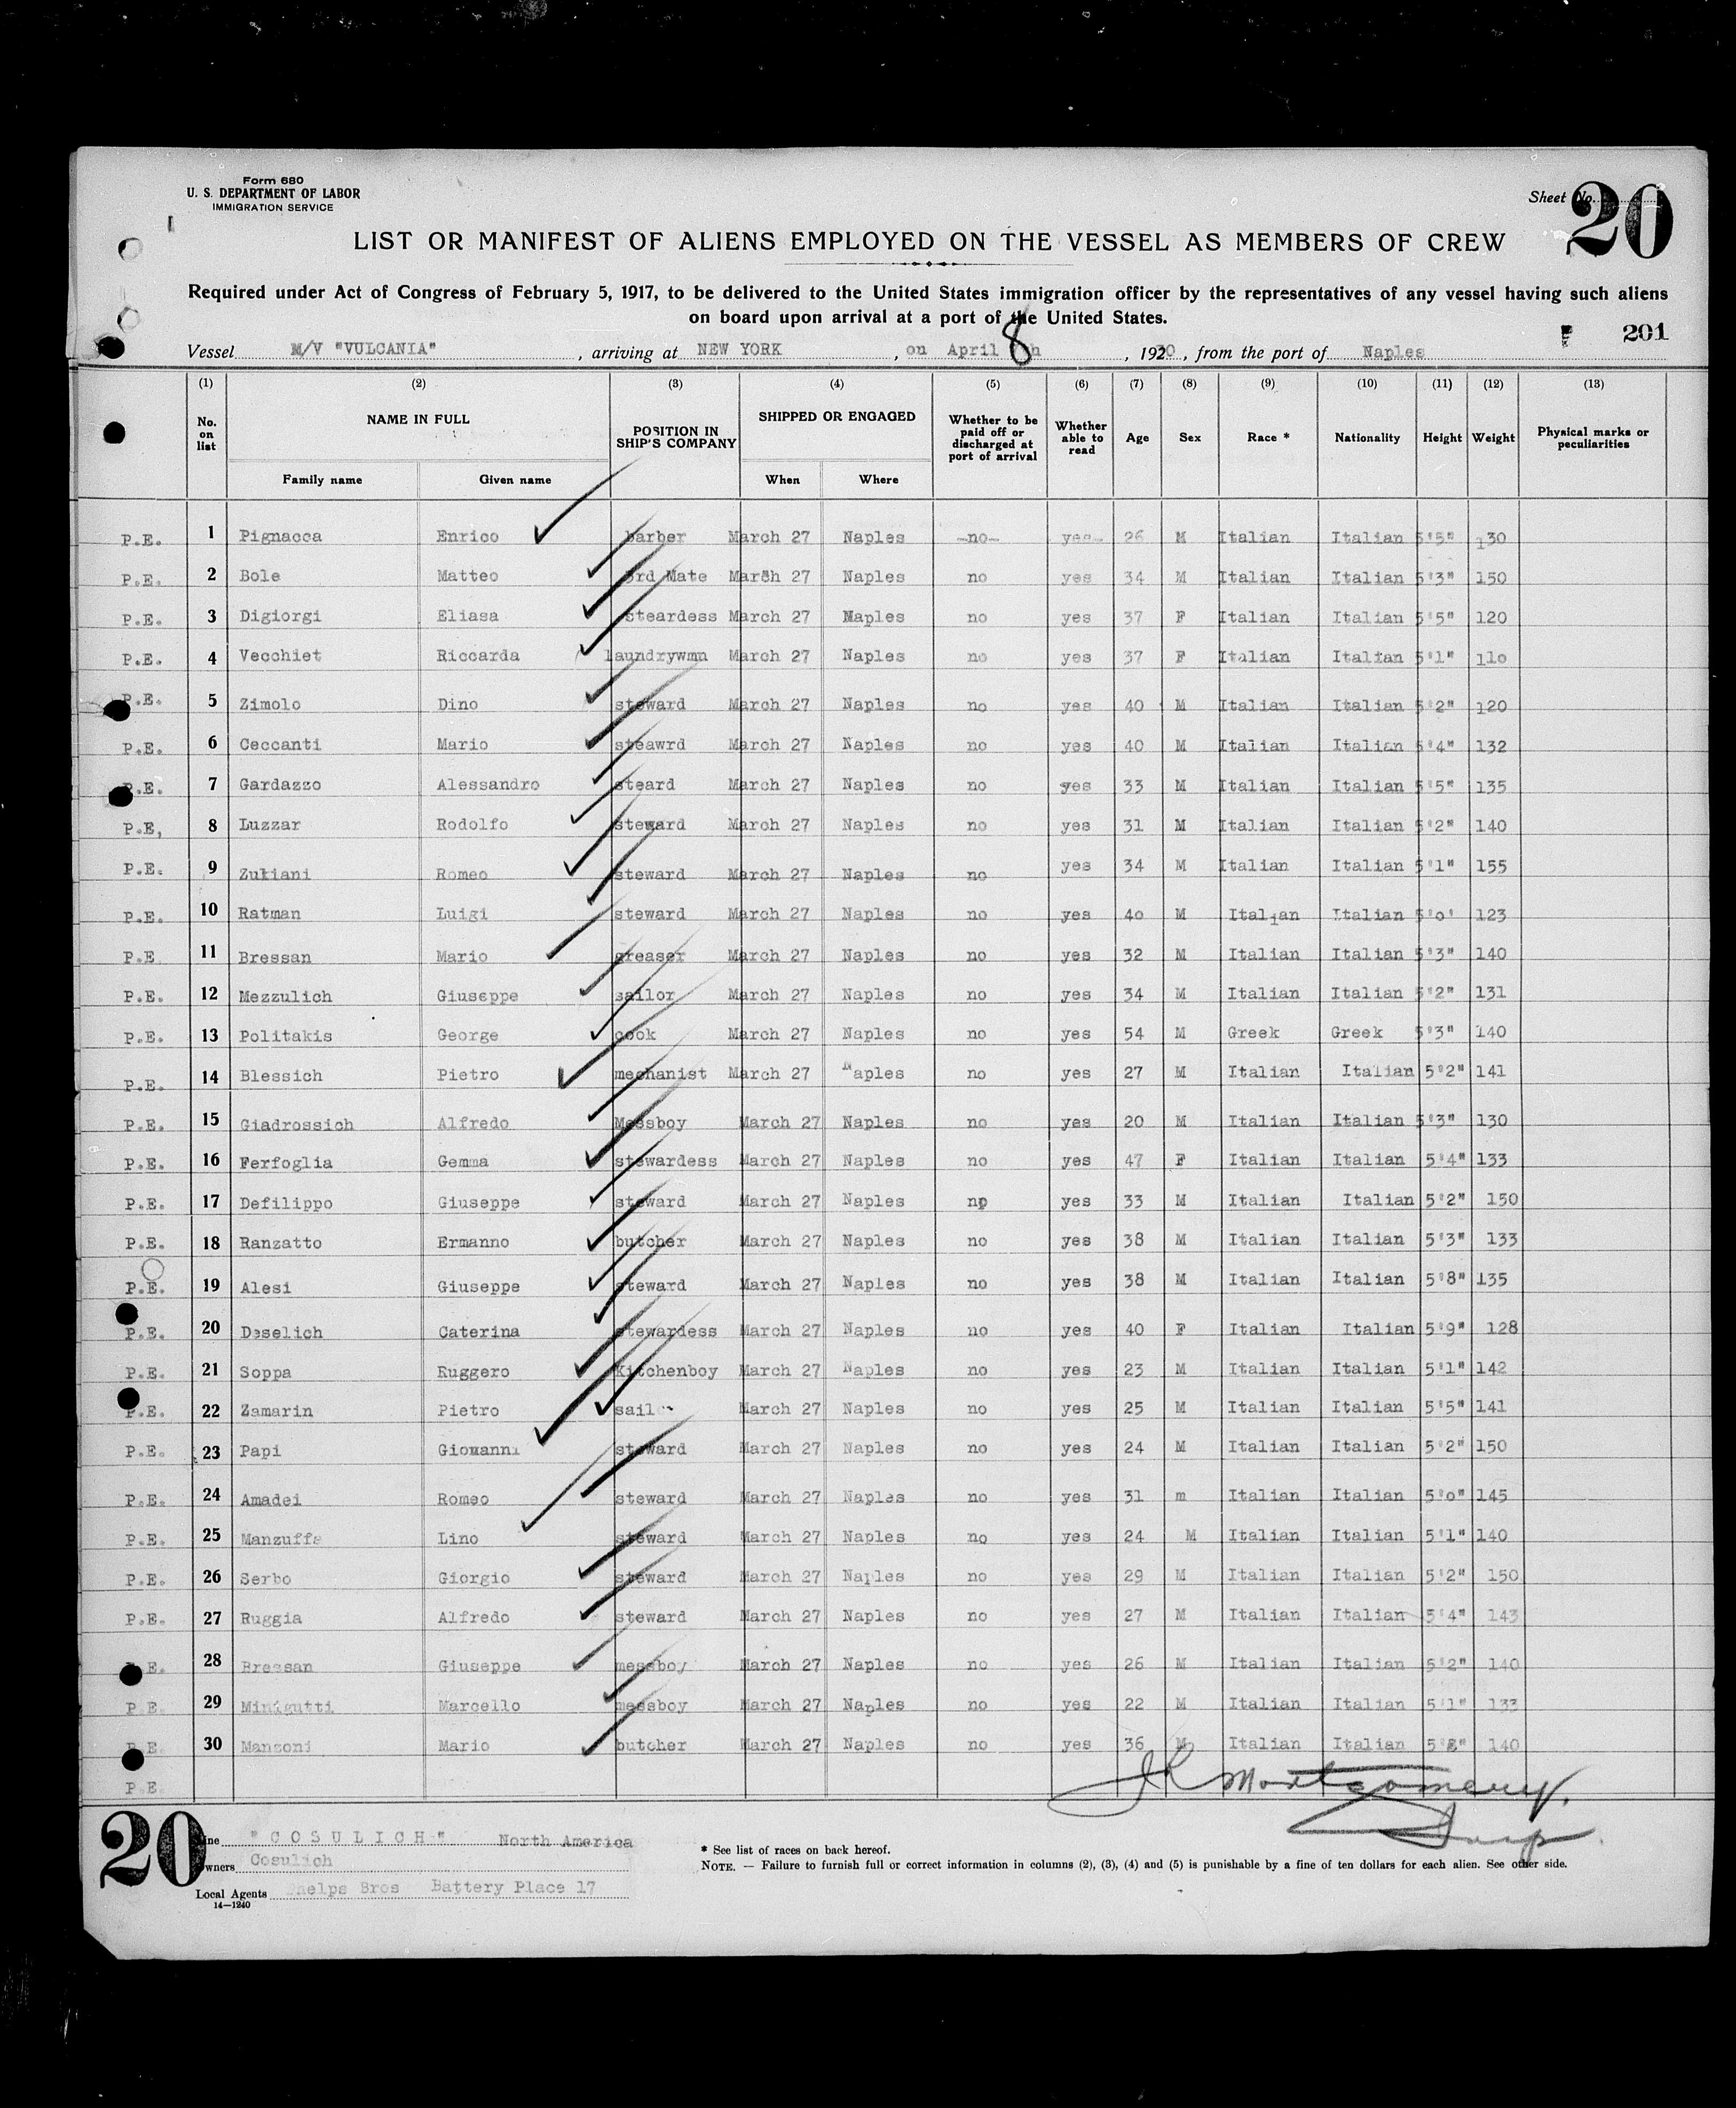 Form 680
U. S. DEPARTMENT OF LABOR
IMMIGRATION SERVICE
Sheet No. 20
LIST OR MANIFEST OF ALIENS EMPLOYED ON THE VESSEL AS MEMBERS OF CREW
Required under Act of Congress of February 5, 1917, to be delivered to the United States immigration officer by the representatives of any vessel having such aliens
on board upon arrival at a port of the United States.
201
Vessel M/V "VULCANIA" , arriving at NEW YORK , on April 8 h , 1920 30 , from the port of Naples
(1) (2) (3) (4) (5) (6) (7) (8) (9) (10) (11) (12) (13)
No. on list NAME IN FULL POSITION IN SHIP'S COMPANY SHIPPED OR ENGAGED Whether to be paid off or discharged at port of arrival Whether able to read Age Sex Race * Nationality Height Weight Physical marks or peculiarities
Family name Given name When Where
P.E. 1 Pignacca Enrico barber March 27 Naples -no- yes- 26 M Italian Italian 5'5" 130
P.E. 2 Bole Matteo 3rd Mate March 27 Naples no yes 34 M Italian Italian 5'3" 150
P.E. 3 Digiorgi Eliasa steardess March 27 Naples no yes 37 F Italian Italian 5'5" 120
P.E. 4 Vecchiet Riccarda laundrywmn March 27 Naples no yes 37 F Italian Italian 5'1" 110
P.E. 5 Zimolo Dino steward March 27 Naples no yes 40 M Italian Italian 5'2" 120
P.E. 6 Ceccanti Mario steawrd March 27 Naples no yes 40 M Italian Italian 5'4" 132
P.E. 7 Gardazzo Alessandro steard March 27 Naples no yes 33 M Italian Italian 5'5" 135
P.E, 8 Luzzar Rodolfo steward March 27 Naples no yes 31 M Italian Italian 5'2" 140
P.E. 9 Zuliani Romeo steward March 27 Naples no yes 34 M Italian Italian 5'1" 155
P.E. 10 Ratman Luigi steward March 27 Naples no yes 4o M Italian Italian 5'o' 123
P.E 11 Bressan Mario greaser March 27 Naples no yes 32 M Italian Italian 5'3" 140
P.E. 12 Mezzulich Giuseppe sailor March 27 Naples no yes 34 M Italian Italian 5'2" 131
P.E. 13 Politakis George cook March 27 Naples no yes 54 M Greek Greek 5'3" 140
P.E. 14 Blessich Pietro mechanist March 27 Naples no yes 27 M Italian Italian 5'2" 141
P.E. 15 Giadrossich Alfredo Messboy March 27 Naples no yes 20 M Italian Italian 5'3" 130
P.E. 16 Ferfoglia Gemma stewardess March 27 Naples no yes 47 F Italian Italian 5'4" 133
P.E. 17 Defilippo Giuseppe steward March 27 Naples np yes 33 M Italian Italian 5'2" 150
P.E. 18 Ranzatto Ermanno butcher March 27 Naples no yes 38 M Italian Italian 5'3" 133
P.E. 19 Alesi Giuseppe steward March 27 Naples no yes 38 M Italian Italian 5'8" 135
P.E. 20 Deselich Caterina stewardess March 27 Naples no yes 40 F Italian Italian 5'9" 128
P.E. 21 Soppa Ruggero Kitchenboy March 27 Naples no yes 23 M Italian Italian 5'1" 142
P.E. 22 Zamarin Pietro sail March 27 Naples no yes 25 M Italian Italian 5'5" 141
P.E. 23 Papi Giomanni steward March 27 Naples no yes 24 M Italian Italian 5'2" 150
P.E. 24 Amadei Romeo steward March 27 Naples no yes 31 m Italian Italian 5'o" 145
P.E. 25 Manzuffe Lino steward March 27 Naples no yes 24 M Italian Italian 5'1" 140
P.E. 26 Serbo Giorgio steward March 27 Naples no yes 29 M Italian Italian 5'2" 150
P.E. 27 Ruggia Alfredo steward March 27 Naples no yes 27 M Italian Italian 5'4" 143
E. 28 Bressan Giuseppe messboy March 27 Naples no yes 26 M Italian Italian 5'2" 140
P E. 29 Minigutti Marcello messboy March 27 Naples no yes 22 M Italian Italian 5'1" 133
P.E. 30 Manzoni Mario butcher March 27 Naples no yes 36 M Italian Italian 5'8" 140
P E.
JR Montgomery.
20
Line "COSULICH" North America
Owners Cosulich
Local Agents Phelps Bros Battery Place 17
14—1240
* See list of races on back hereof.
NOTE. — Failure to furnish full or correct information in columns (2), (3), (4) and (5) is punishable by a fine of ten dollars for each alien. See other side.